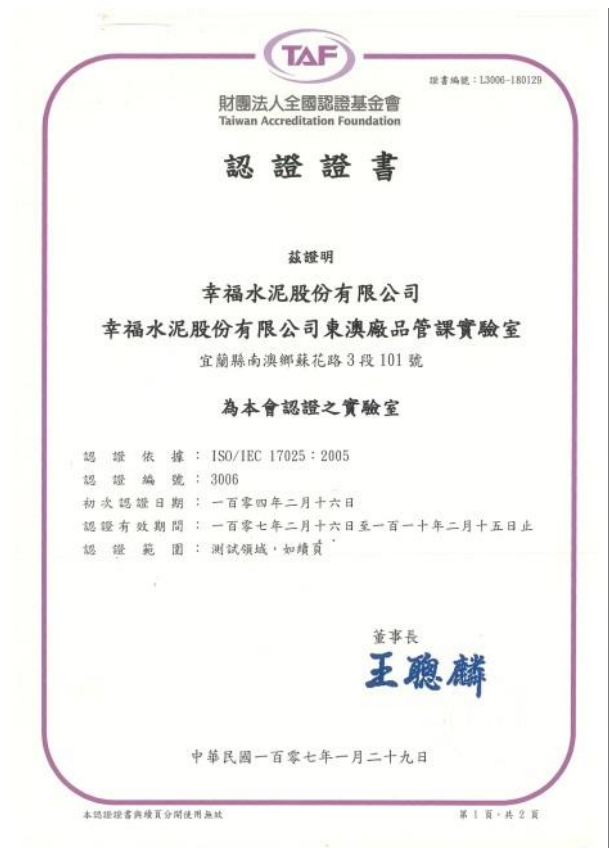 TAF
證書編號：L3006-180129
財團法人全國認證基金會
Taiwan Accreditation Foundation
認證證書
茲證明
幸福水泥股份有限公司
幸福水泥股份有限公司東澳廠品管課實驗室
宜蘭縣南澳鄉蘇花路 3 段 101 號
為本會認證之實驗室
認證依據：ISO/IEC 17025：2005
認證編號：3006
初次認證日期：一百零四年二月十六日
認證有效期間：一百零七年二月十六日至一百一十年二月十五日止
認證範圍：測試領域，如續頁
董事長
王聰麟
中華民國一百零七年一月二十九日
本認證證書與續頁分開使用無效
第 1 頁，共 2 頁